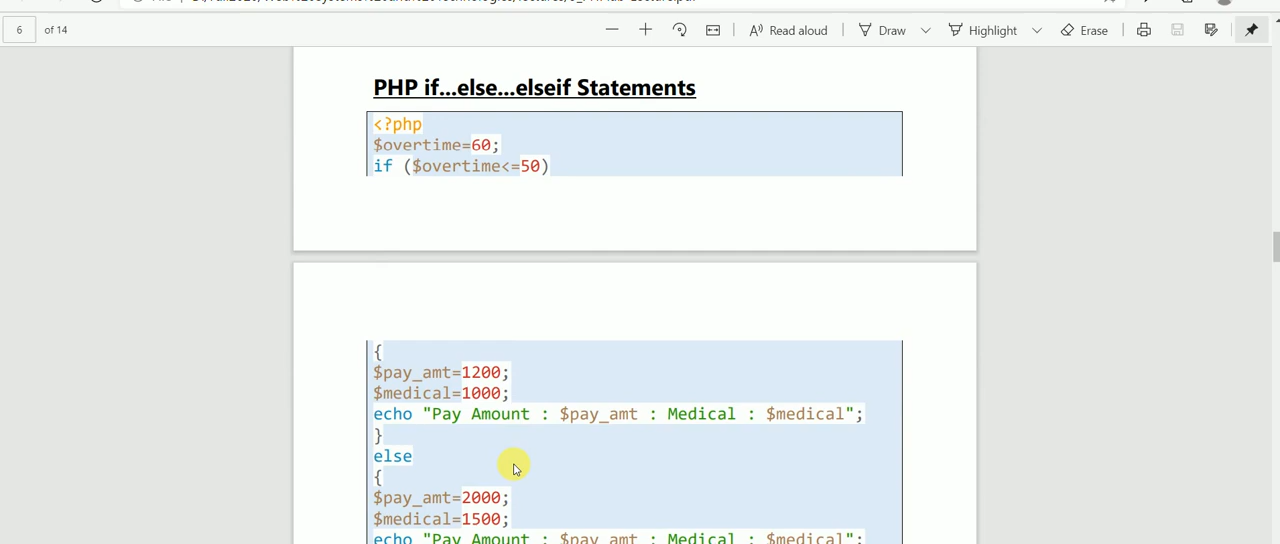 6 of 14
Read aloud
Draw
Highlight
Erase
PHP if...else...elseif Statements
<?php
$overtime=60;
if ($overtime<=50)
{
$pay_amt=1200;
$medical=1000;
echo "Pay Amount : $pay_amt : Medical : $medical";
}
else
{
$pay_amt=2000;
$medical=1500;
echo "Pay Amount : $pay_amt : Medical : $medical";